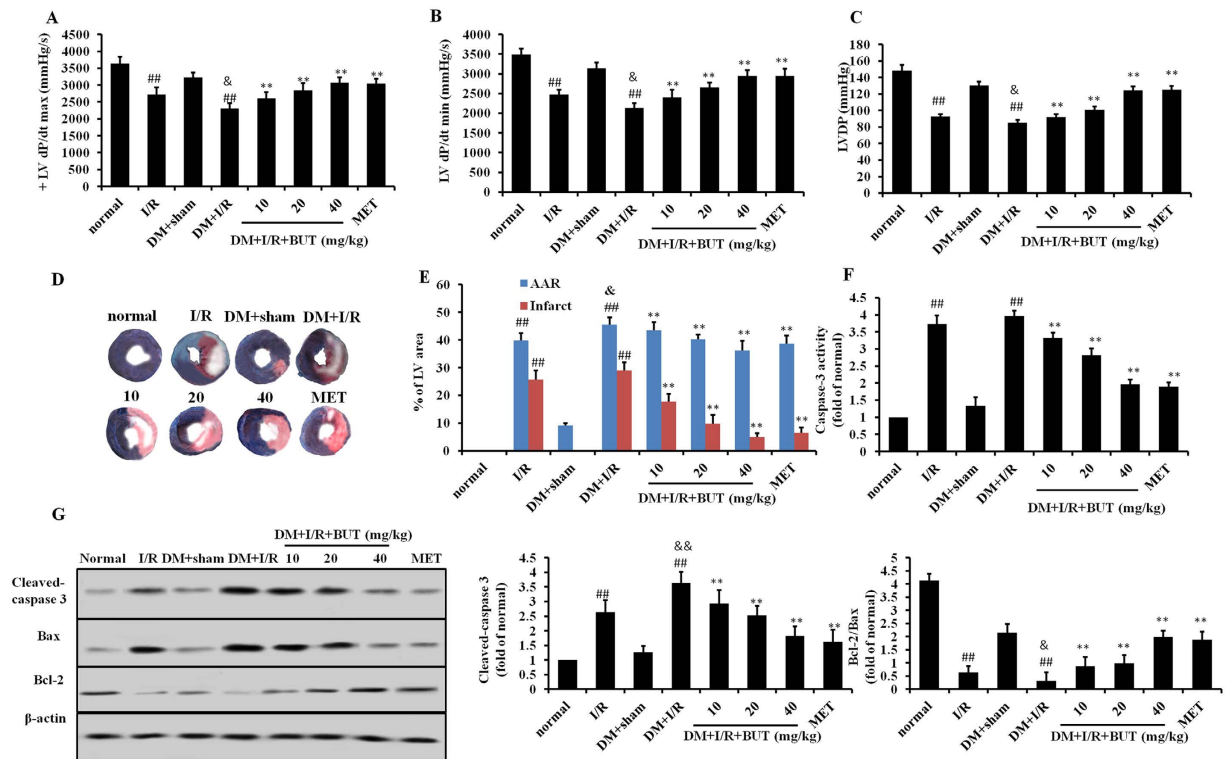 A
+ LV dP/dt max (mmHg/s)
4500
4000
3500
3000
2500
2000
1500
1000
500
0
##
&
##
**
**
**
**
normal
I/R
DM+sham
DM+I/R
10
20
40
MET
DM+I/R+BUT (mg/kg)
B
LV dP/dt min (mmHg/s)
4000
3500
3000
2500
2000
1500
1000
500
0
##
&
##
**
**
**
**
normal
I/R
DM+sham
DM+I/R
10
20
40
MET
DM+I/R+BUT (mg/kg)
C
LVDP (mmHg)
180
160
140
120
100
80
60
40
20
0
##
&
##
**
**
**
**
normal
I/R
DM+sham
DM+I/R
10
20
40
MET
DM+I/R+BUT (mg/kg)
D
normal I/R DM+sham DM+I/R
10 20 40 MET
E
AAR
Infarct
% of LV area
60
50
40
30
20
10
0
##
##
&
##
##
**
**
**
**
**
**
**
**
normal
I/R
DM+sham
DM+I/R
10
20
40
MET
DM+I/R+BUT (mg/kg)
F
Caspase-3 activity
(fold of normal)
4.5
4
3.5
3
2.5
2
1.5
1
0.5
0
##
##
**
**
**
**
normal
I/R
DM+sham
DM+I/R
10
20
40
MET
DM+I/R+BUT (mg/kg)
G
DM+I/R+BUT (mg/kg)
Normal I/R DM+sham DM+I/R 10 20 40 MET
Cleaved-
caspase 3
Bax
Bcl-2
β-actin
Cleaved-caspase 3
(fold of normal)
4.5
4
3.5
3
2.5
2
1.5
1
0.5
0
##
&&
##
**
**
**
**
normal
I/R
DM+sham
DM+I/R
10
20
40
MET
DM+I/R+BUT (mg/kg)
Bcl-2/Bax
(fold of normal)
5
4.5
4
3.5
3
2.5
2
1.5
1
0.5
0
##
&
##
**
**
**
**
normal
I/R
DM+sham
DM+I/R
10
20
40
MET
DM+I/R+BUT (mg/kg)